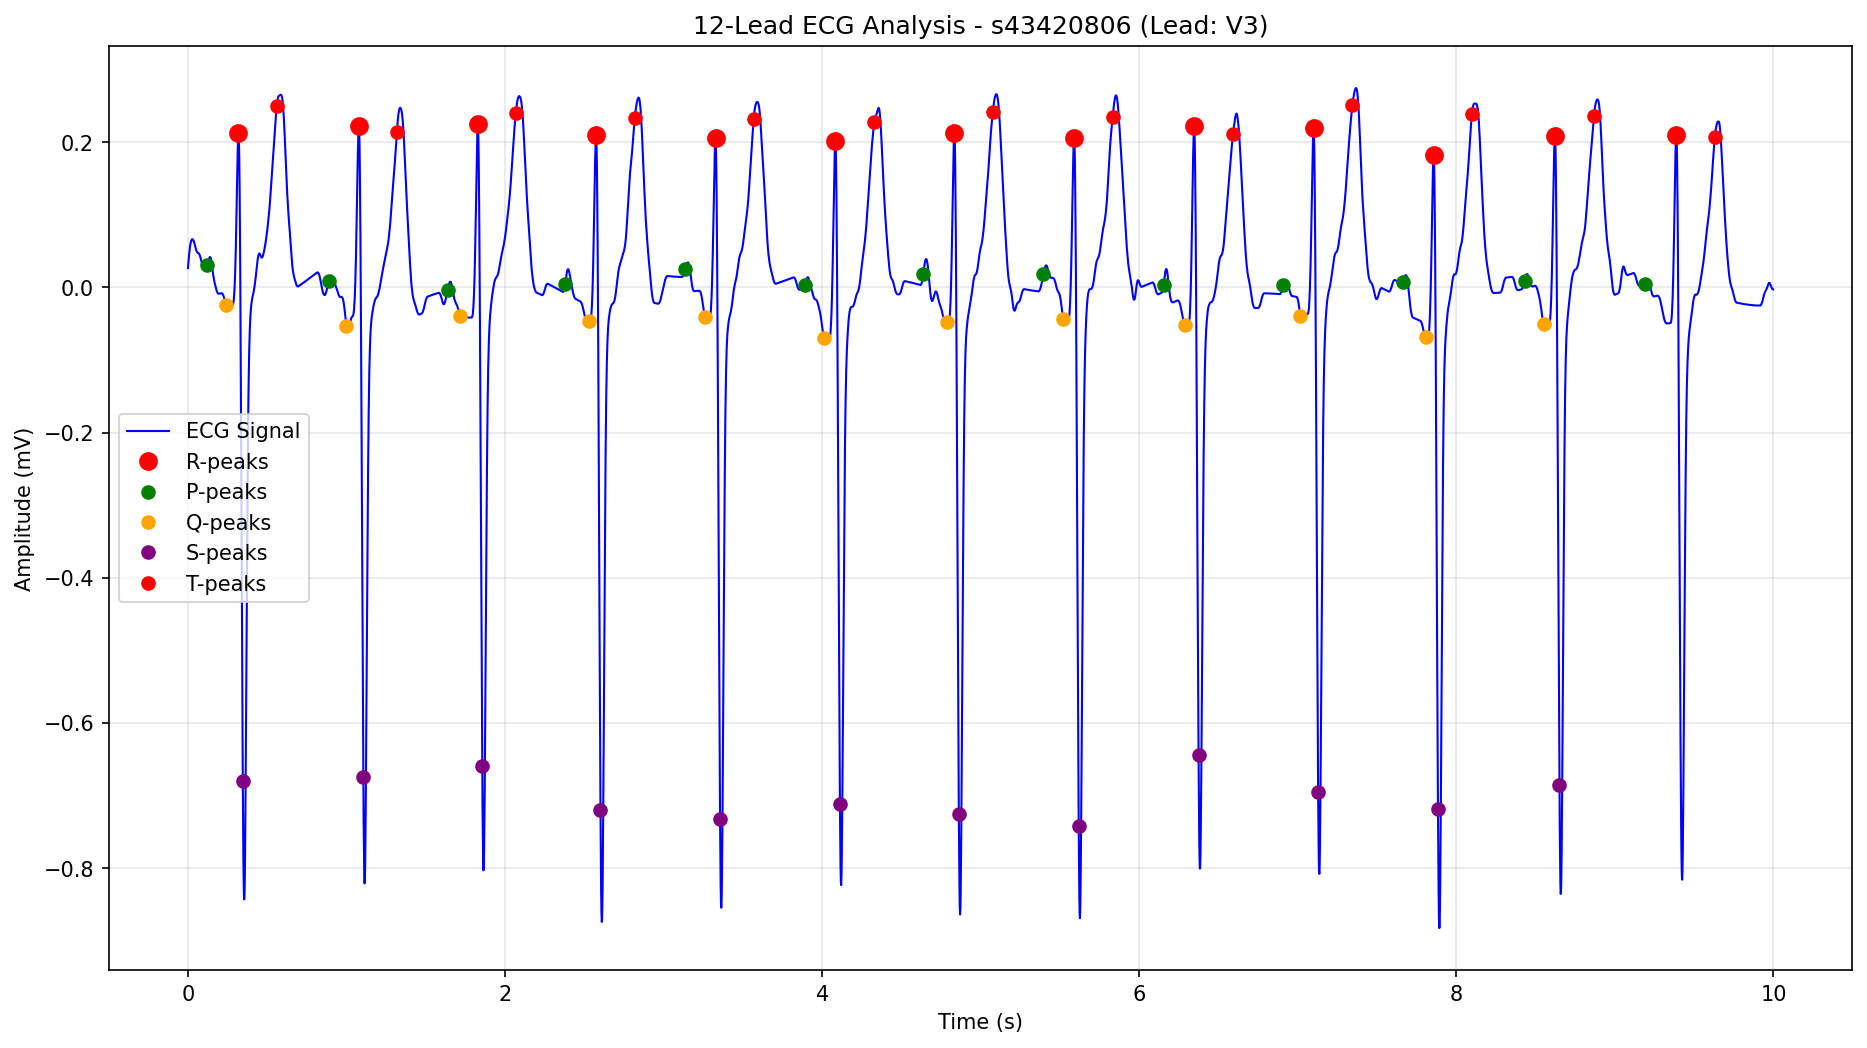 12-Lead ECG Analysis - s43420806 (Lead: V3)
Amplitude (mV)
0.2
0.0
−0.2
−0.4
−0.6
−0.8
ECG Signal
R-peaks
P-peaks
Q-peaks
S-peaks
T-peaks
0 2 4 6 8 10
Time (s)